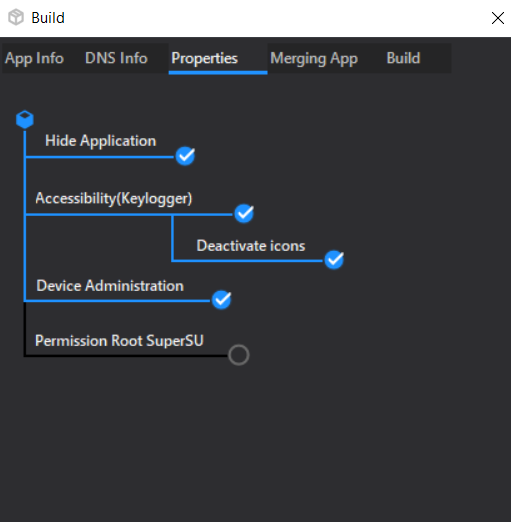 Build
App Info DNS Info Properties Merging App Build
Hide Application
Accessibility(Keylogger)
Deactivate icons
Device Administration
Permission Root SuperSU